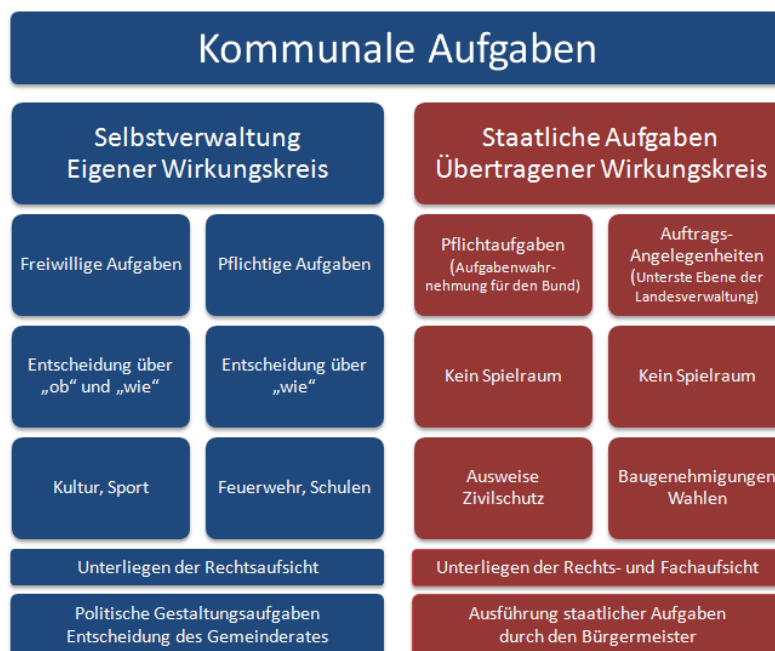 Kommunale Aufgaben
Selbstverwaltung
Eigener Wirkungskreis
Staatliche Aufgaben
Übertragener Wirkungskreis
Freiwillige Aufgaben
Pflichtige Aufgaben
Pflichtaufgaben
(Aufgabenwahr-
nehmung für den Bund)
Auftrags-
Angelegenheiten
(Unterste Ebene der
Landesverwaltung)
Entscheidung über
„ob“ und „wie“
Entscheidung über
„wie“
Kein Spielraum
Kein Spielraum
Kultur, Sport
Feuerwehr, Schulen
Ausweise
Zivilschutz
Baugenehmigungen
Wahlen
Unterliegen der Rechtsaufsicht
Unterliegen der Rechts- und Fachaufsicht
Politische Gestaltungsaufgaben
Entscheidung des Gemeinderates
Ausführung staatlicher Aufgaben
durch den Bürgermeister